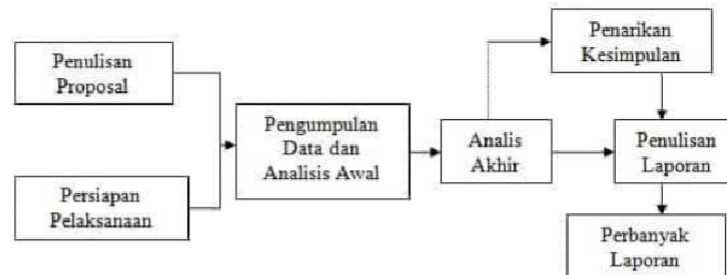 Penulisan
Proposal
Persiapan
Pelaksanaan
Pengumpulan
Data dan
Analisis Awal
Analis
Akhir
Penarikan
Kesimpulan
Penulisan
Laporan
Perbanyak
Laporan